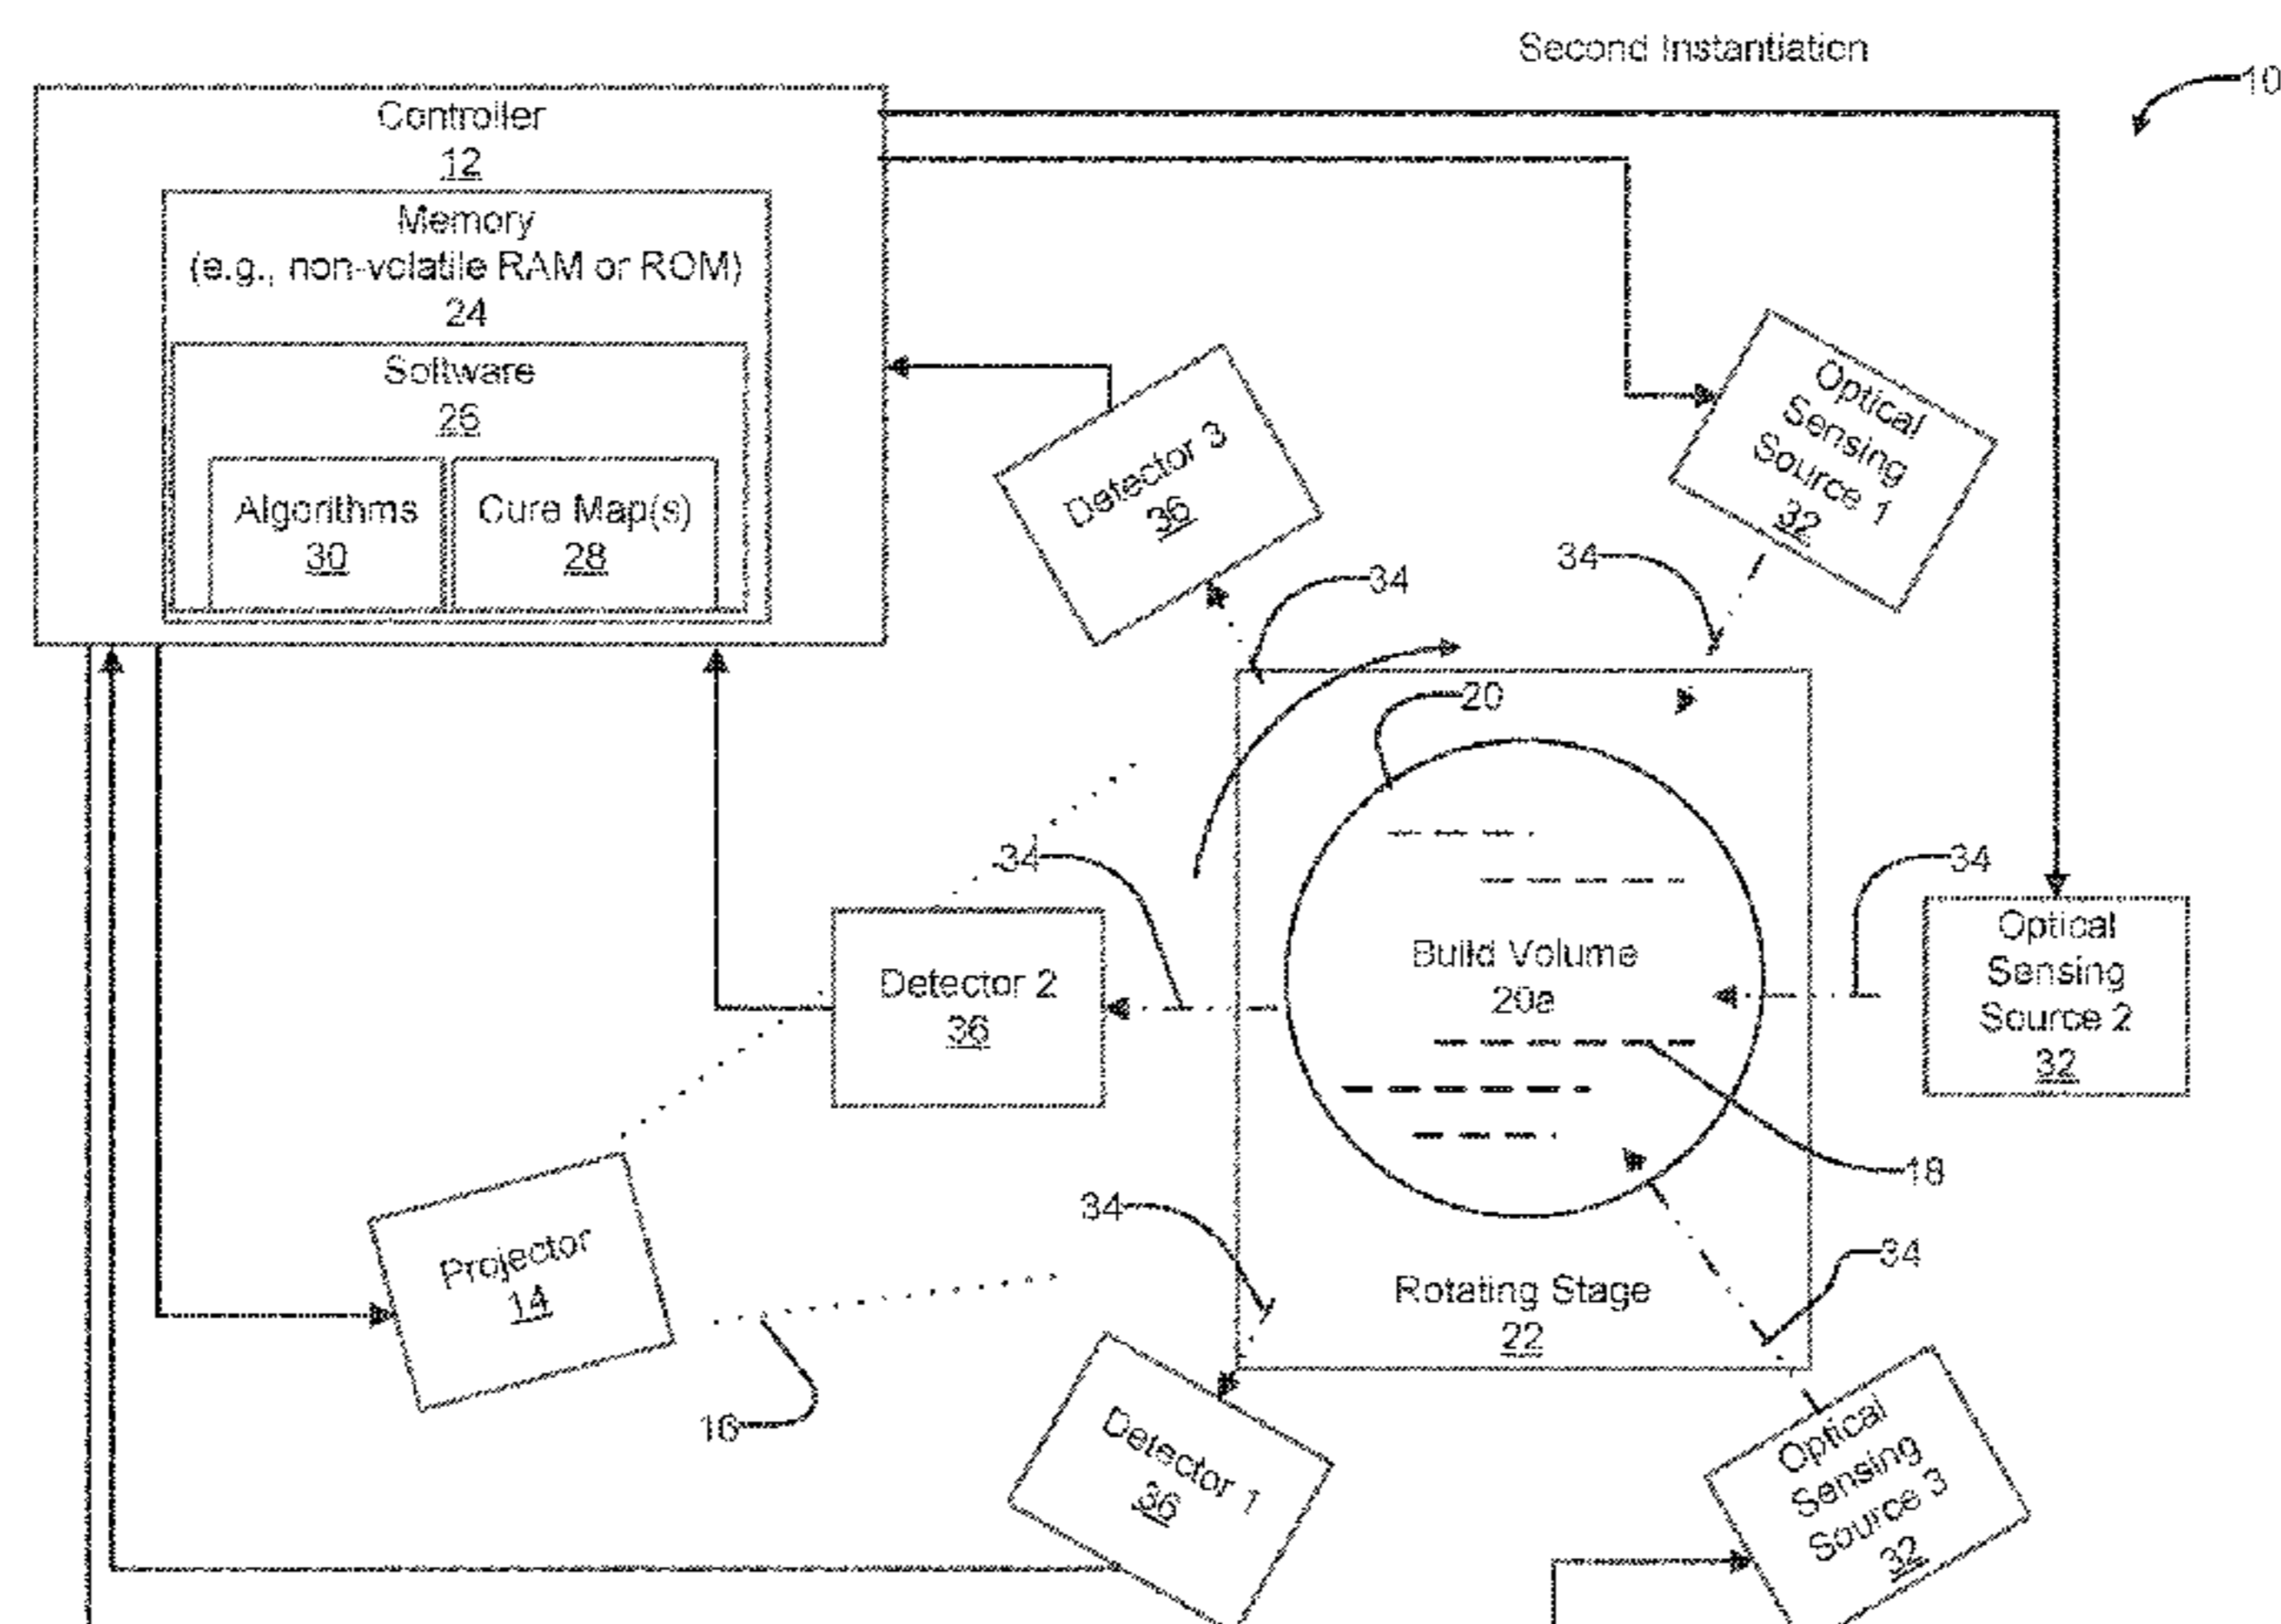 Second Instantiation
10
Controller
12
Memory
(e.g., non-volatile RAM or ROM)
24
Software
26
Algorithms
30
Cure Map(s)
28
Detector 3
36
Optical
Sensing
Source 1
32
34
34
20
34
34
Build Volume
20a
Detector 2
36
Optical
Sensing
Source 2
32
18
34
34
Projector
14
Rotating Stage
22
16
Detector 1
36
Optical
Sensing
Source 3
32